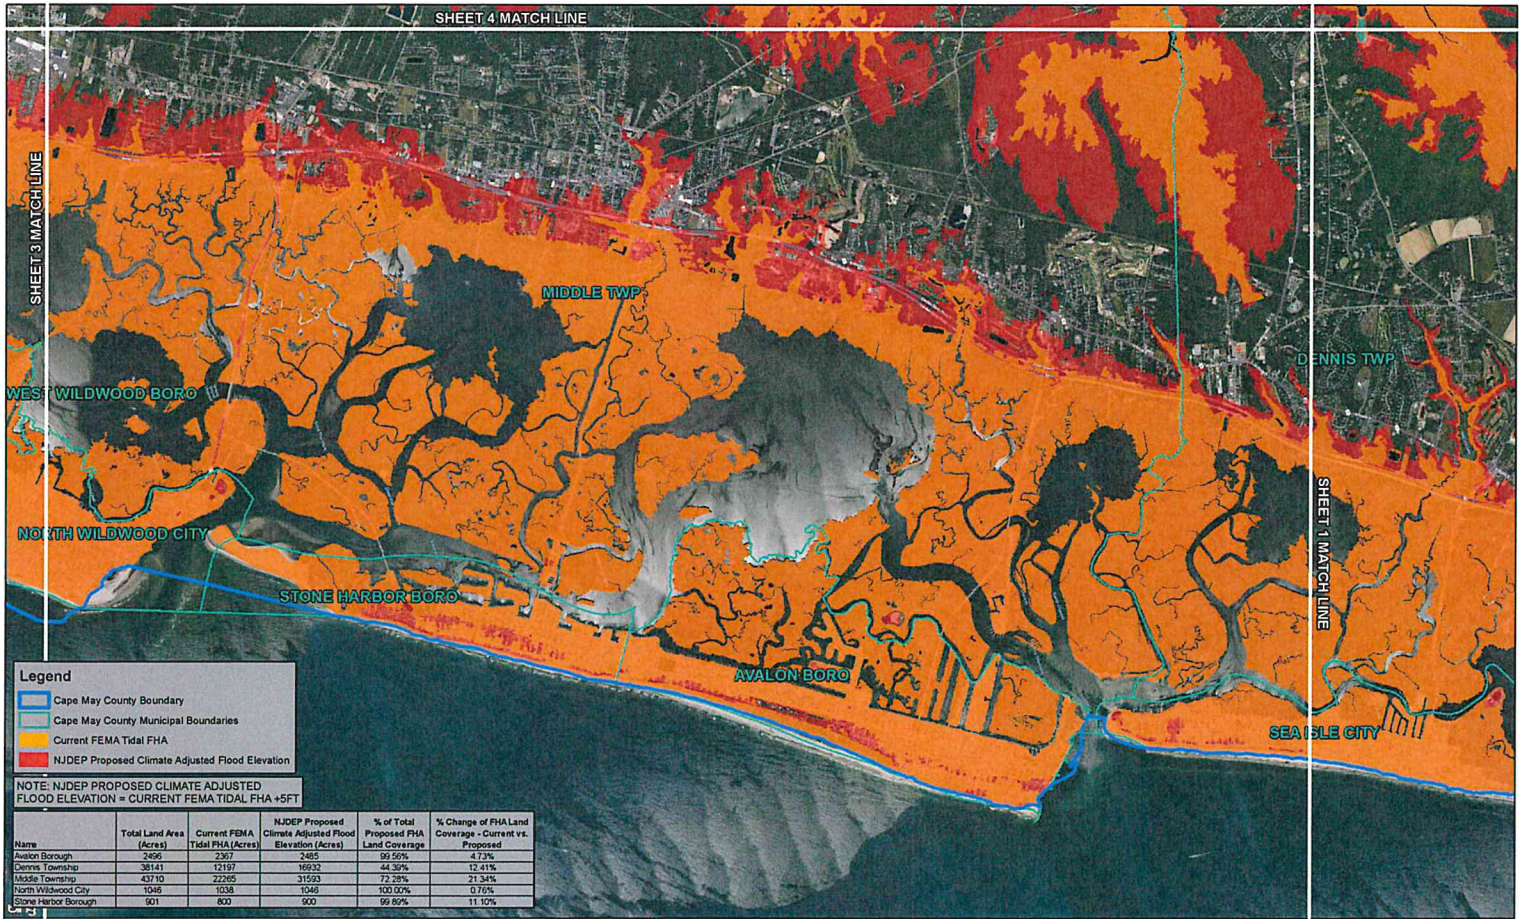 SHEET 4 MATCH LINE
SHEET 3 MATCH LINE
MIDDLE TWP
DENNIS TWP
WEST WILDWOOD BORO
SHEET 1 MATCH LINE
NORTH WILDWOOD CITY
STONE HARBOR BORO
AVALON BORO
SEA ISLE CITY
Legend
Cape May County Boundary
Cape May County Municipal Boundaries
Current FEMA Tidal FHA
NJDEP Proposed Climate Adjusted Flood Elevation
NOTE: NJDEP PROPOSED CLIMATE ADJUSTED
FLOOD ELEVATION = CURRENT FEMA TIDAL FHA +5FT
Name Total Land Area (Acres) Current FEMA Tidal FHA (Acres) NJDEP Proposed Climate Adjusted Flood Elevation (Acres) % of Total Proposed FHA Land Coverage % Change of FHA Land Coverage - Current vs. Proposed
Avalon Borough 2496 2367 2485 99.56% 4.73%
Dennis Township 38141 12197 16932 44.39% 12.41%
Middle Township 43710 22265 31593 72.28% 21.34%
North Wildwood City 1046 1038 1046 100.00% 0.76%
Stone Harbor Borough 901 800 900 99.89% 11.10%